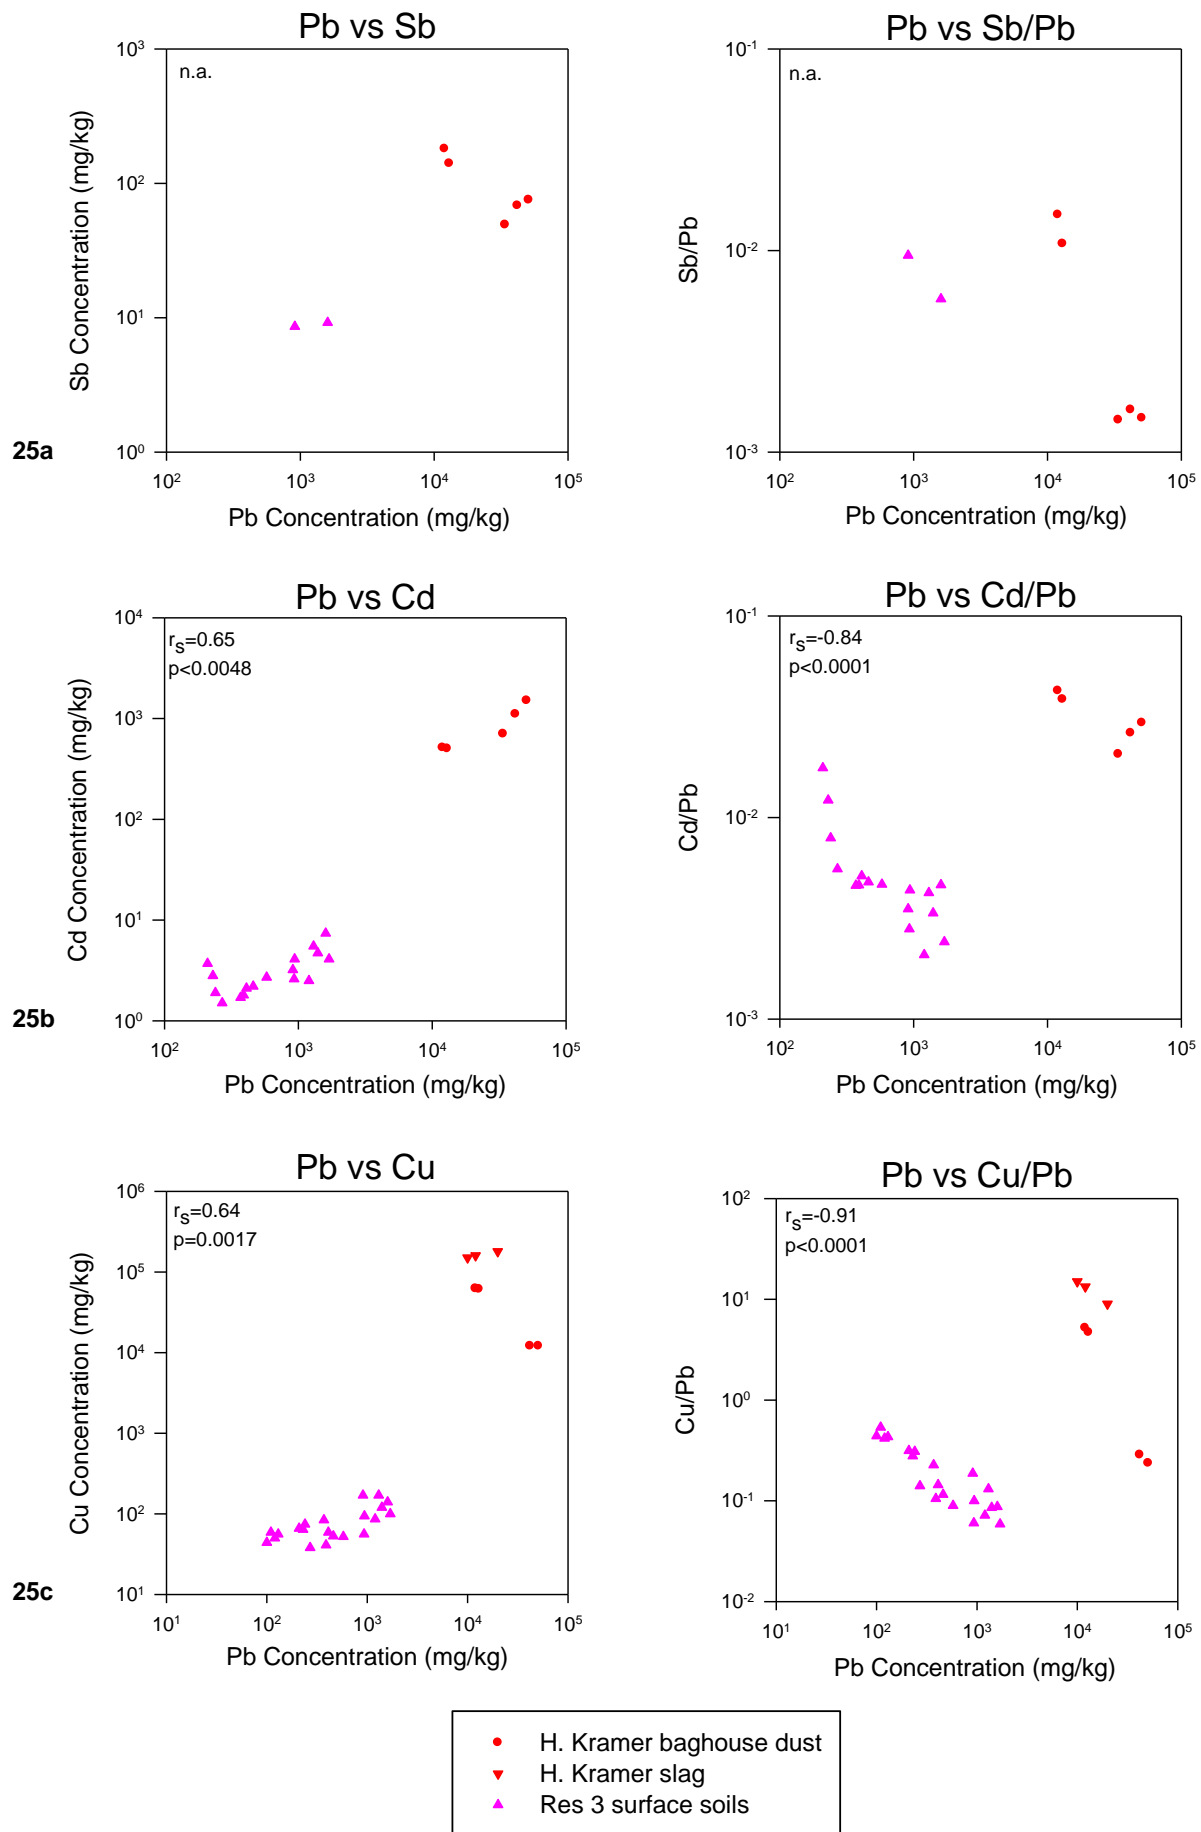 Pb vs Sb
n.a.
10³
10²
10¹
10⁰
Sb Concentration (mg/kg)
25a
10² 10³ 10⁴ 10⁵
Pb Concentration (mg/kg)
Pb vs Sb/Pb
n.a.
10⁻¹
10⁻²
10⁻³
Sb/Pb
10² 10³ 10⁴ 10⁵
Pb Concentration (mg/kg)
Pb vs Cd
rS=0.65
p<0.0048
10⁴
10³
10²
10¹
10⁰
Cd Concentration (mg/kg)
25b
10² 10³ 10⁴ 10⁵
Pb Concentration (mg/kg)
Pb vs Cd/Pb
rS=-0.84
p<0.0001
10⁻¹
10⁻²
10⁻³
Cd/Pb
10² 10³ 10⁴ 10⁵
Pb Concentration (mg/kg)
Pb vs Cu
rS=0.64
p=0.0017
10⁶
10⁵
10⁴
10³
10²
10¹
Cu Concentration (mg/kg)
25c
10¹ 10² 10³ 10⁴ 10⁵
Pb Concentration (mg/kg)
Pb vs Cu/Pb
rS=-0.91
p<0.0001
10²
10¹
10⁰
10⁻¹
10⁻²
Cu/Pb
10¹ 10² 10³ 10⁴ 10⁵
Pb Concentration (mg/kg)
H. Kramer baghouse dust
H. Kramer slag
Res 3 surface soils